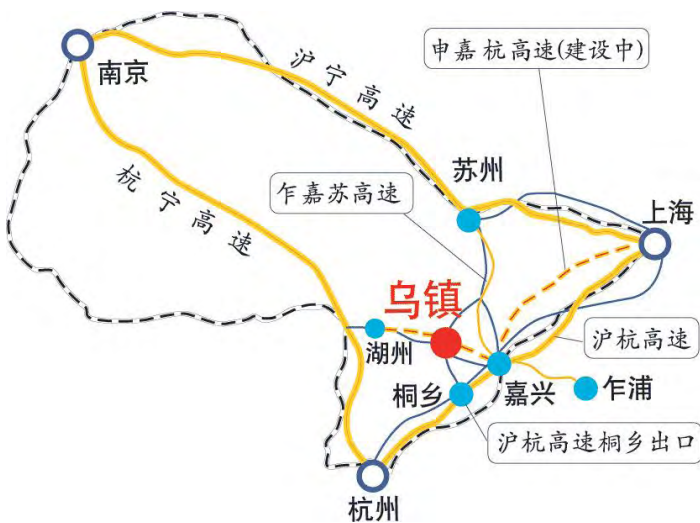 申嘉杭高速(建设中)
南京
沪宁高速
苏州
乍嘉苏高速
上海
杭宁高速
乌镇
湖州
沪杭高速
桐乡
嘉兴
乍浦
沪杭高速桐乡出口
杭州